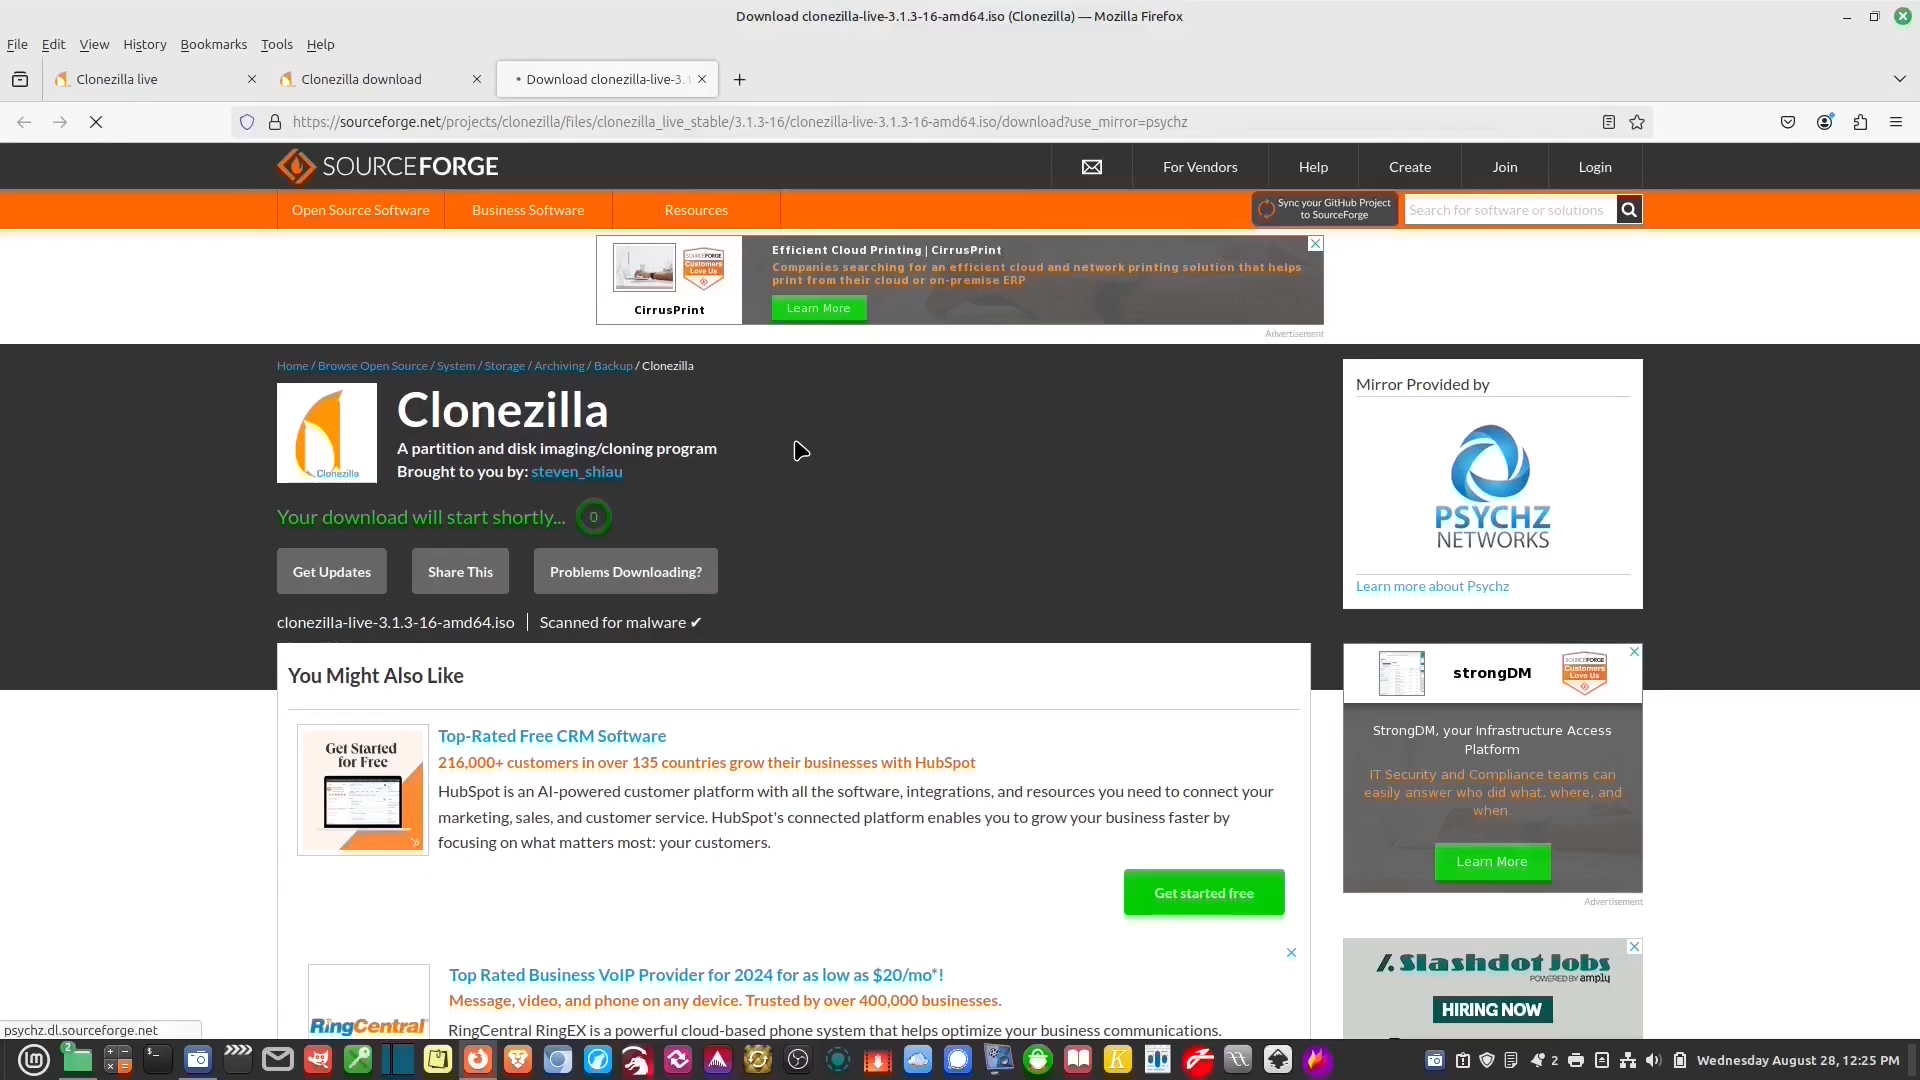 Download clonezilla-live-3.1.3-16-amd64.iso (Clonezilla) — Mozilla Firefox
File Edit View History Bookmarks Tools Help
Clonezilla live
Clonezilla download
Download clonezilla-live-3.1
https://sourceforge.net/projects/clonezilla/files/clonezilla_live_stable/3.1.3-16/clonezilla-live-3.1.3-16-amd64.iso/download?use_mirror=psychz
SOURCEFORGE
For Vendors Help Create Join Login
Open Source Software Business Software Resources
Sync your GitHub Project
to SourceForge
Search for software or solutions
SOURCEFORGE
Customers
Love Us
CirrusPrint
Efficient Cloud Printing | CirrusPrint
Companies searching for an efficient cloud and network printing solution that helps
print from their cloud or on-premise ERP
Learn More
Advertisement
Home / Browse Open Source / System / Storage / Archiving / Backup / Clonezilla
Clonezilla
Clonezilla
A partition and disk imaging/cloning program
Brought to you by: steven_shiau
Your download will start shortly... 0
Get Updates Share This Problems Downloading?
clonezilla-live-3.1.3-16-amd64.iso Scanned for malware ✔
Mirror Provided by
PSYCHZ
NETWORKS
Learn more about Psychz
You Might Also Like
Get Started
for Free
Top-Rated Free CRM Software
216,000+ customers in over 135 countries grow their businesses with HubSpot
HubSpot is an AI-powered customer platform with all the software, integrations, and resources you need to connect your
marketing, sales, and customer service. HubSpot's connected platform enables you to grow your business faster by
focusing on what matters most: your customers.
Get started free
RingCentral
Top Rated Business VoIP Provider for 2024 for as low as $20/mo*!
Message, video, and phone on any device. Trusted by over 400,000 businesses.
RingCentral RingEX is a powerful cloud-based phone system that helps optimize your business communications.
strongDM
SOURCEFORGE
Customers
Love Us
StrongDM, your Infrastructure Access
Platform
IT Security and Compliance teams can
easily answer who did what, where, and
when.
Learn More
Advertisement
Slashdot Jobs
POWERED BY amply
HIRING NOW
psychz.dl.sourceforge.net
2
2
Wednesday August 28, 12:25 PM